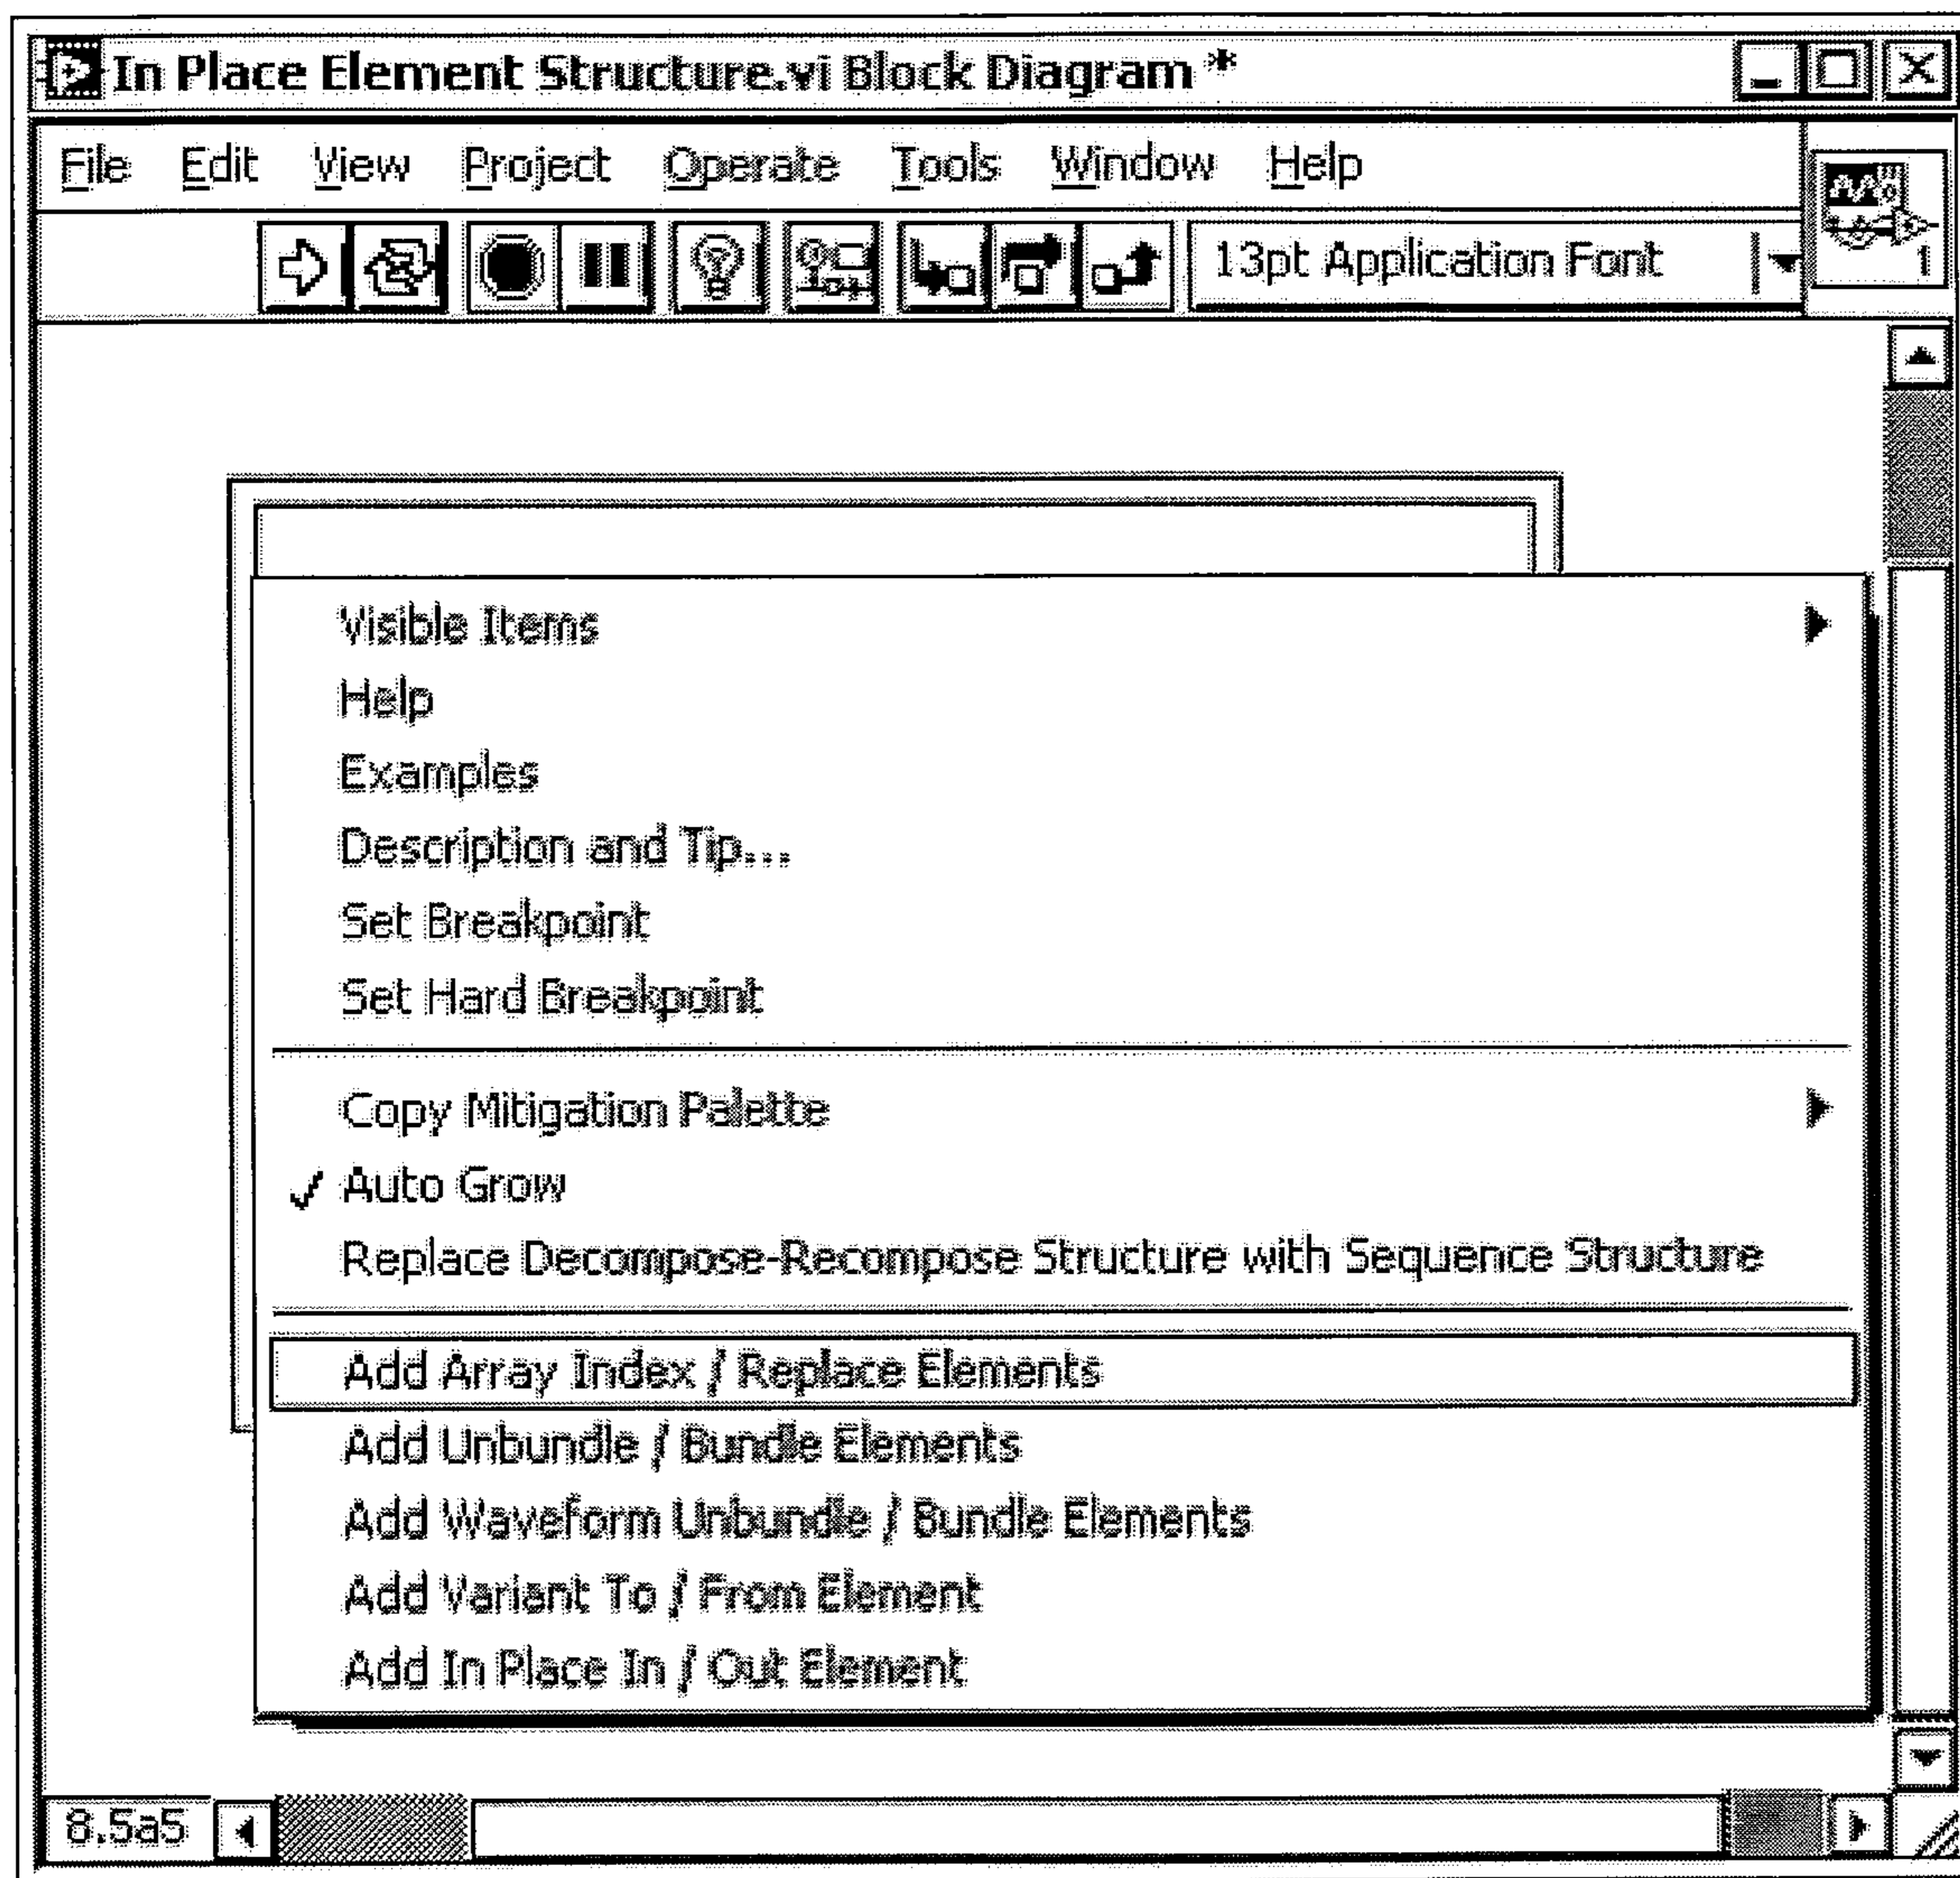 In Place Element Structure.vi Block Diagram *
File Edit View Project Operate Tools Window Help
13pt Application Font
1
Visible Items
Help
Examples
Description and Tip...
Set Breakpoint
Set Hard Breakpoint
Copy Mitigation Palette
✓ Auto Grow
Replace Decompose-Recompose Structure with Sequence Structure
Add Array Index / Replace Elements
Add Unbundle / Bundle Elements
Add Waveform Unbundle / Bundle Elements
Add Variant To / From Element
Add In Place In / Out Element
8.5a5